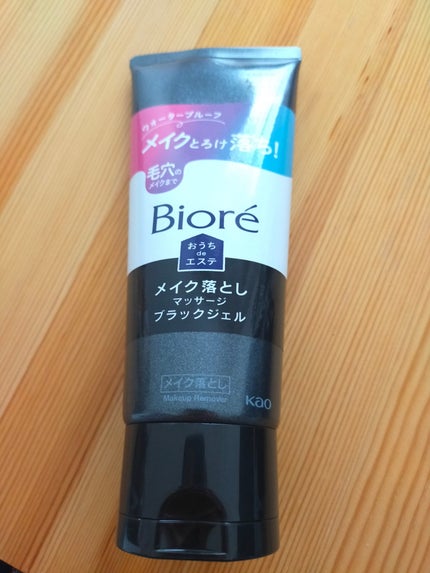 ウォータープルーフ
メイクとろけ落ち!
毛穴の
メイクまで
Bioré
おうち
de
エステ
メイク落とし
マッサージ
ブラックジェル
メイク落とし
Makeup Remover
Kao